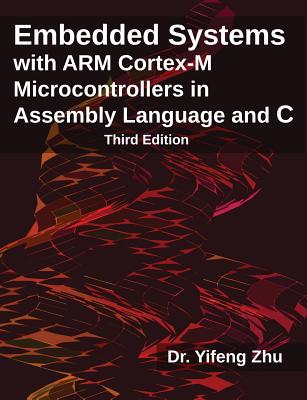 Embedded Systems
with ARM Cortex-M
Microcontrollers in
Assembly Language and C
Third Edition
Dr. Yifeng Zhu